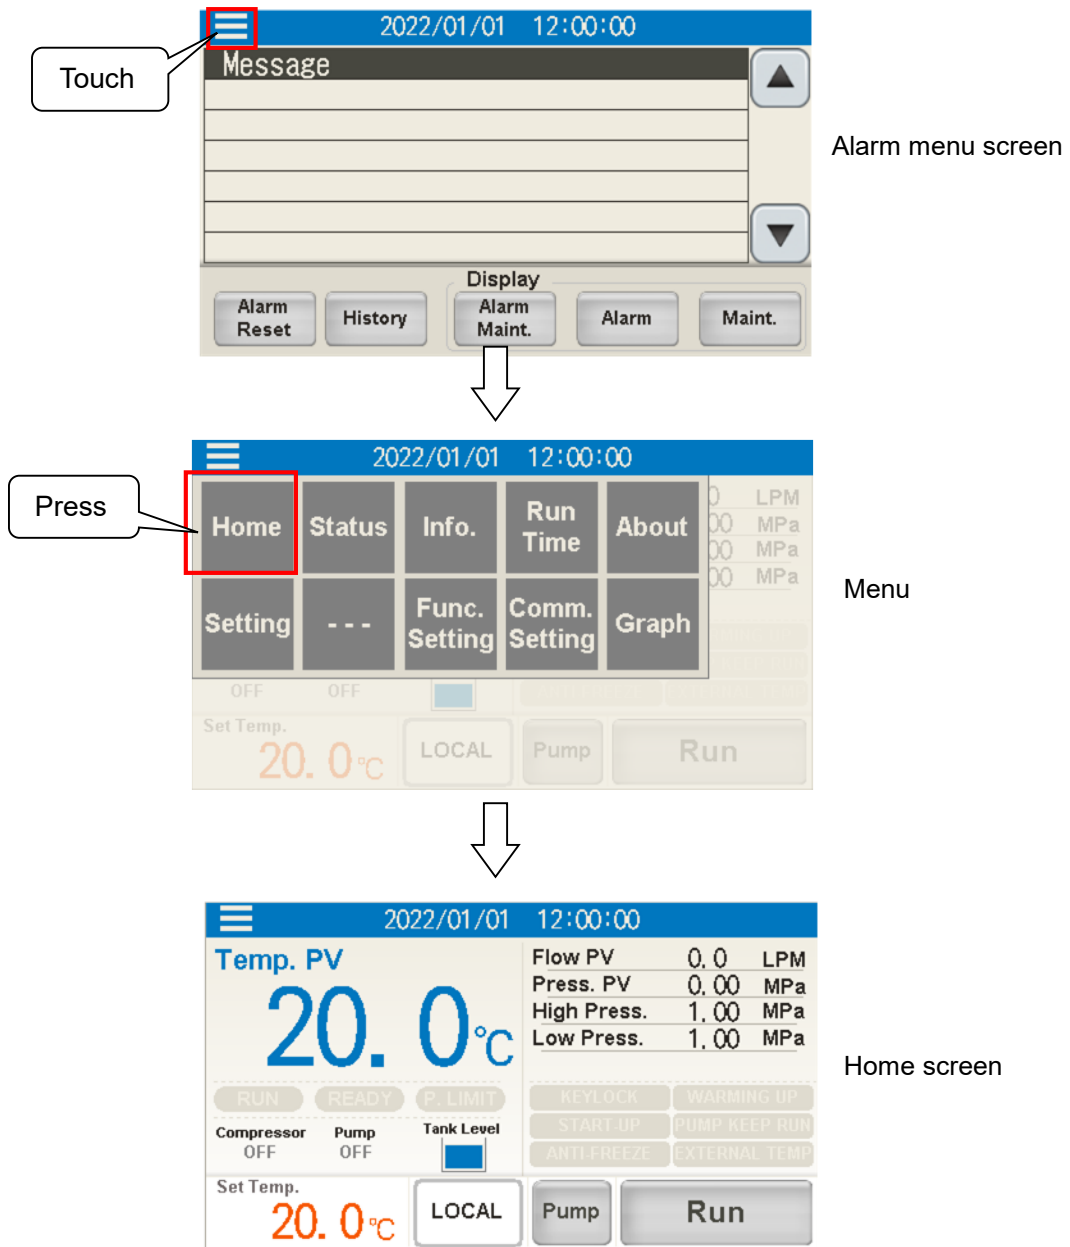 2022/01/01 12:00:00
Touch
Message
Alarm menu screen
Display
Alarm Reset
History
Alarm Maint.
Alarm
Maint.
2022/01/01 12:00:00
Press
Home
Status
Info.
Run Time
About
0 LPM
00 MPa
00 MPa
00 MPa
Menu
Setting
---
Func. Setting
Comm. Setting
Graph
OFF
OFF
Set Temp.
20.0℃
LOCAL
Pump
Run
2022/01/01 12:00:00
Temp. PV
20.0℃
Flow PV 0.0 LPM
Press. PV 0.00 MPa
High Press. 1.00 MPa
Low Press. 1.00 MPa
Home screen
RUN
READY
P. LIMIT
KEYLOCK
WARMING UP
START-UP
PUMP KEEP RUN
ANTI-FREEZE
EXTERNAL TEMP
Compressor
OFF
Pump
OFF
Tank Level
Set Temp.
20.0℃
LOCAL
Pump
Run